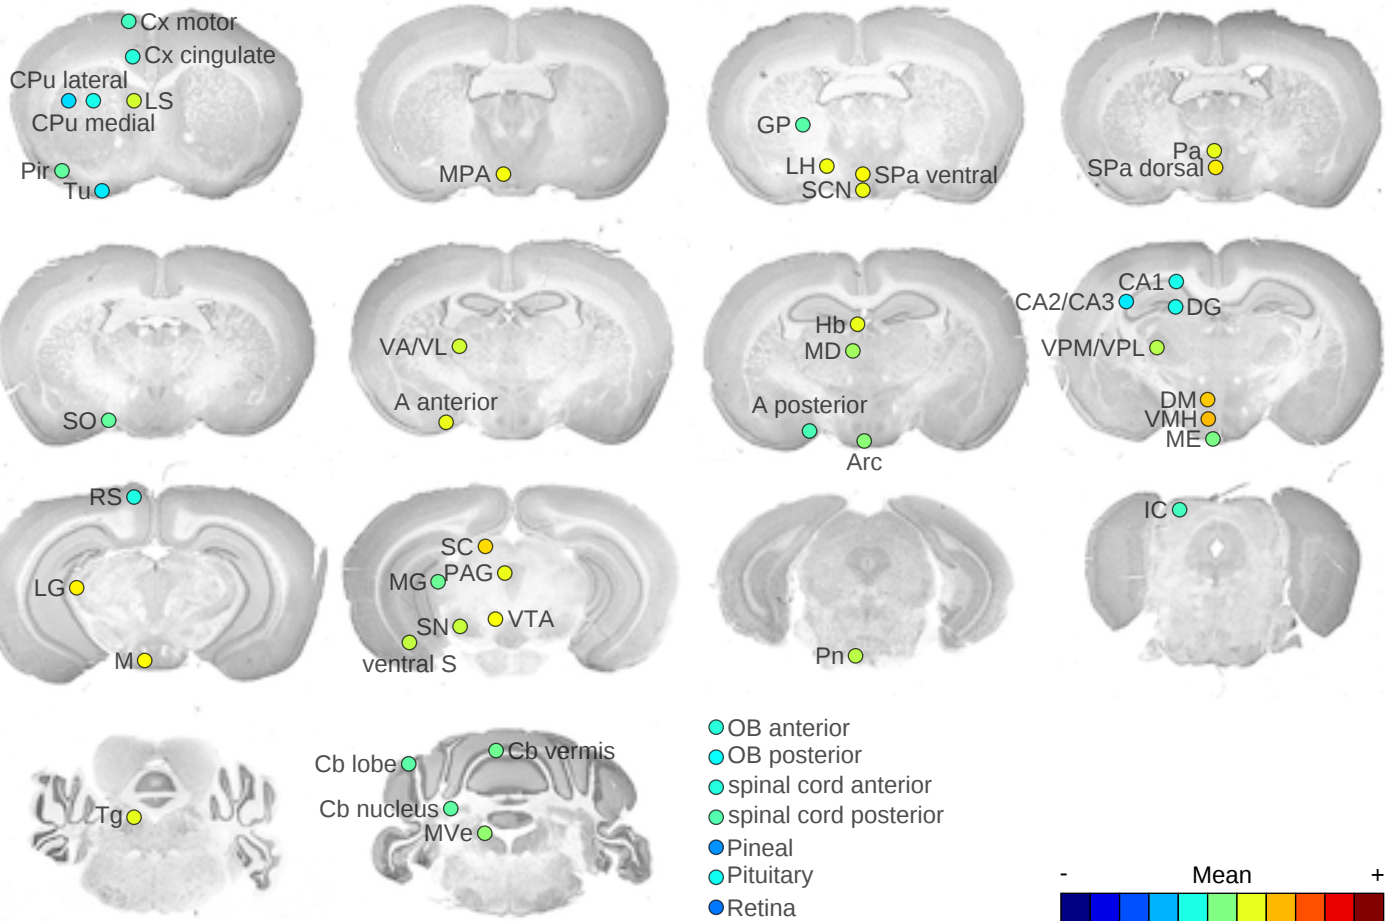 Cx motor
Cx cingulate
CPu lateral
LS
CPu medial
Pir
Tu
MPA
GP
LH
SPa ventral
SCN
Pa
SPa dorsal
SO
VA/VL
A anterior
Hb
MD
A posterior
Arc
CA1
CA2/CA3
DG
VPM/VPL
DM
VMH
ME
RS
LG
M
SC
MG
PAG
SN
VTA
ventral S
Pn
IC
Tg
Cb lobe
Cb vermis
Cb nucleus
MVe
OB anterior
OB posterior
spinal cord anterior
spinal cord posterior
Pineal
Pituitary
Retina
- Mean +